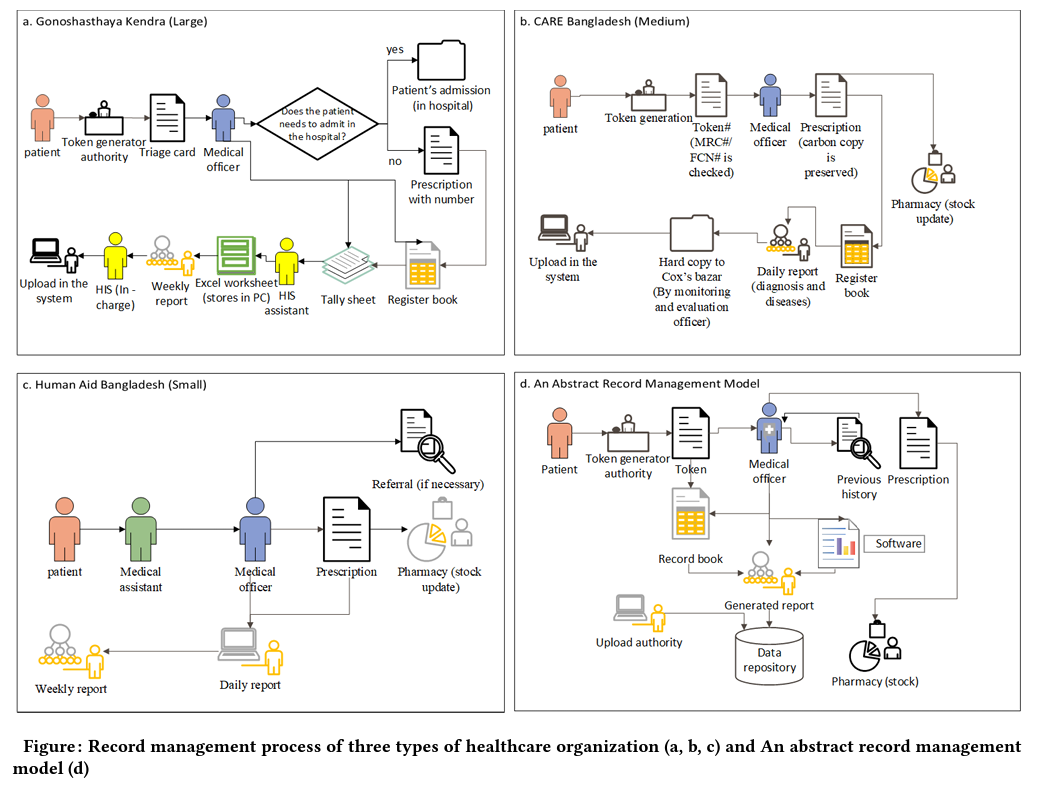 a. Gonoshasthaya Kendra (Large)
yes
Patient's admission
(in hospital)
Does the patient
needs to admit in
the hospital?
no
patient
Token generator
authority
Triage card
Medical
officer
Prescription
with number
Upload in the
system
HIS (In -
charge)
Weekly
report
Excel worksheet
(stores in PC)
HIS
assistant
Tally sheet
Register book
b. CARE Bangladesh (Medium)
patient
Token generation
Token#
(MRC#/
FCN# is
checked)
Medical
officer
Prescription
(carbon copy
is
preserved)
Pharmacy (stock
update)
Upload in the
system
Hard copy to
Cox's bazar
(By monitoring
and evaluation
officer)
Daily report
(diagnosis and
diseases)
Register
book
c. Human Aid Bangladesh (Small)
Referral (if necessary)
patient
Medical
assistant
Medical
officer
Prescription
Pharmacy (stock
update)
Weekly report
Daily report
d. An Abstract Record Management Model
Patient
Token generator
authority
Token
Medical
officer
Previous
history
Prescription
Record book
Software
Generated report
Upload authority
Data
repository
Pharmacy (stock)
Figure: Record management process of three types of healthcare organization (a, b, c) and An abstract record management
model (d)